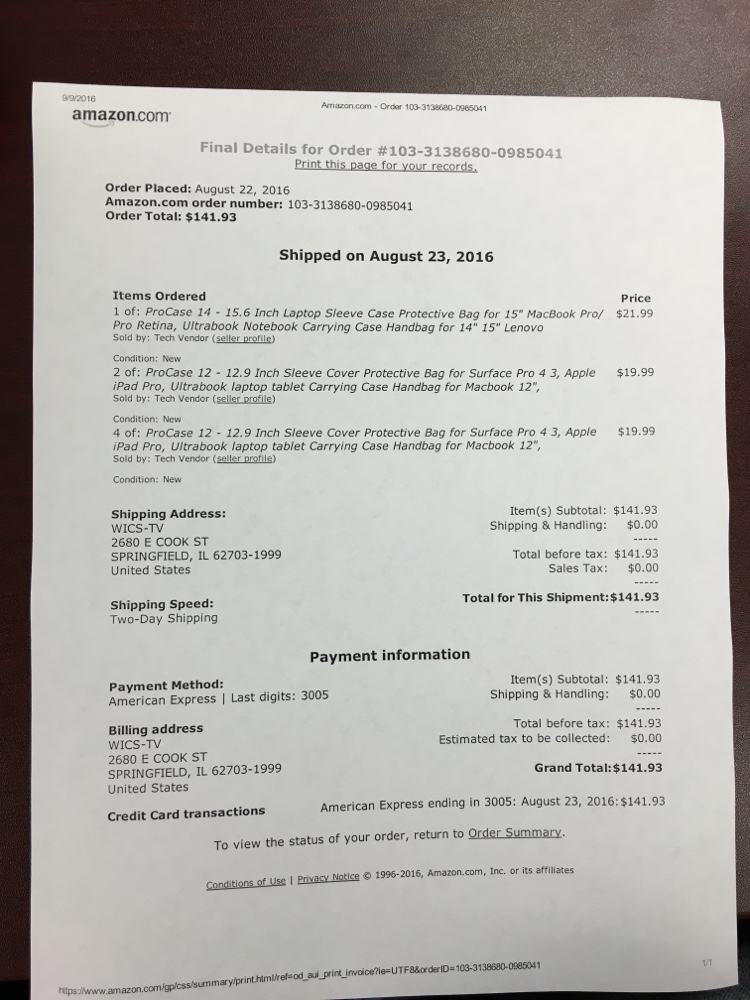 9/9/2016
Amazon.com - Order 103-3138680-0985041
amazon.com
Final Details for Order #103-3138680-0985041
Print this page for your records.
Order Placed: August 22, 2016
Amazon.com order number: 103-3138680-0985041
Order Total: $141.93
Shipped on August 23, 2016
Items Ordered Price
1 of: ProCase 14 - 15.6 Inch Laptop Sleeve Case Protective Bag for 15" MacBook Pro/ $21.99
Pro Retina, Ultrabook Notebook Carrying Case Handbag for 14" 15" Lenovo
Sold by: Tech Vendor (seller profile)
Condition: New
2 of: ProCase 12 - 12.9 Inch Sleeve Cover Protective Bag for Surface Pro 4 3, Apple $19.99
iPad Pro, Ultrabook laptop tablet Carrying Case Handbag for Macbook 12",
Sold by: Tech Vendor (seller profile)
Condition: New
4 of: ProCase 12 - 12.9 Inch Sleeve Cover Protective Bag for Surface Pro 4 3, Apple $19.99
iPad Pro, Ultrabook laptop tablet Carrying Case Handbag for Macbook 12",
Sold by: Tech Vendor (seller profile)
Condition: New
Shipping Address:
WICS-TV
2680 E COOK ST
SPRINGFIELD, IL 62703-1999
United States
Shipping Speed:
Two-Day Shipping
Item(s) Subtotal: $141.93
Shipping & Handling: $0.00
-----
Total before tax: $141.93
Sales Tax: $0.00
-----
Total for This Shipment: $141.93
-----
Payment information
Payment Method:
American Express | Last digits: 3005
Billing address
WICS-TV
2680 E COOK ST
SPRINGFIELD, IL 62703-1999
United States
Item(s) Subtotal: $141.93
Shipping & Handling: $0.00
-----
Total before tax: $141.93
Estimated tax to be collected: $0.00
-----
Grand Total: $141.93
Credit Card transactions American Express ending in 3005: August 23, 2016: $141.93
To view the status of your order, return to Order Summary.
Conditions of Use | Privacy Notice © 1996-2016, Amazon.com, Inc. or its affiliates
https://www.amazon.com/gp/css/summary/print.html/ref=od_aui_print_invoice?ie=UTF8&orderID=103-3138680-0985041
1/1